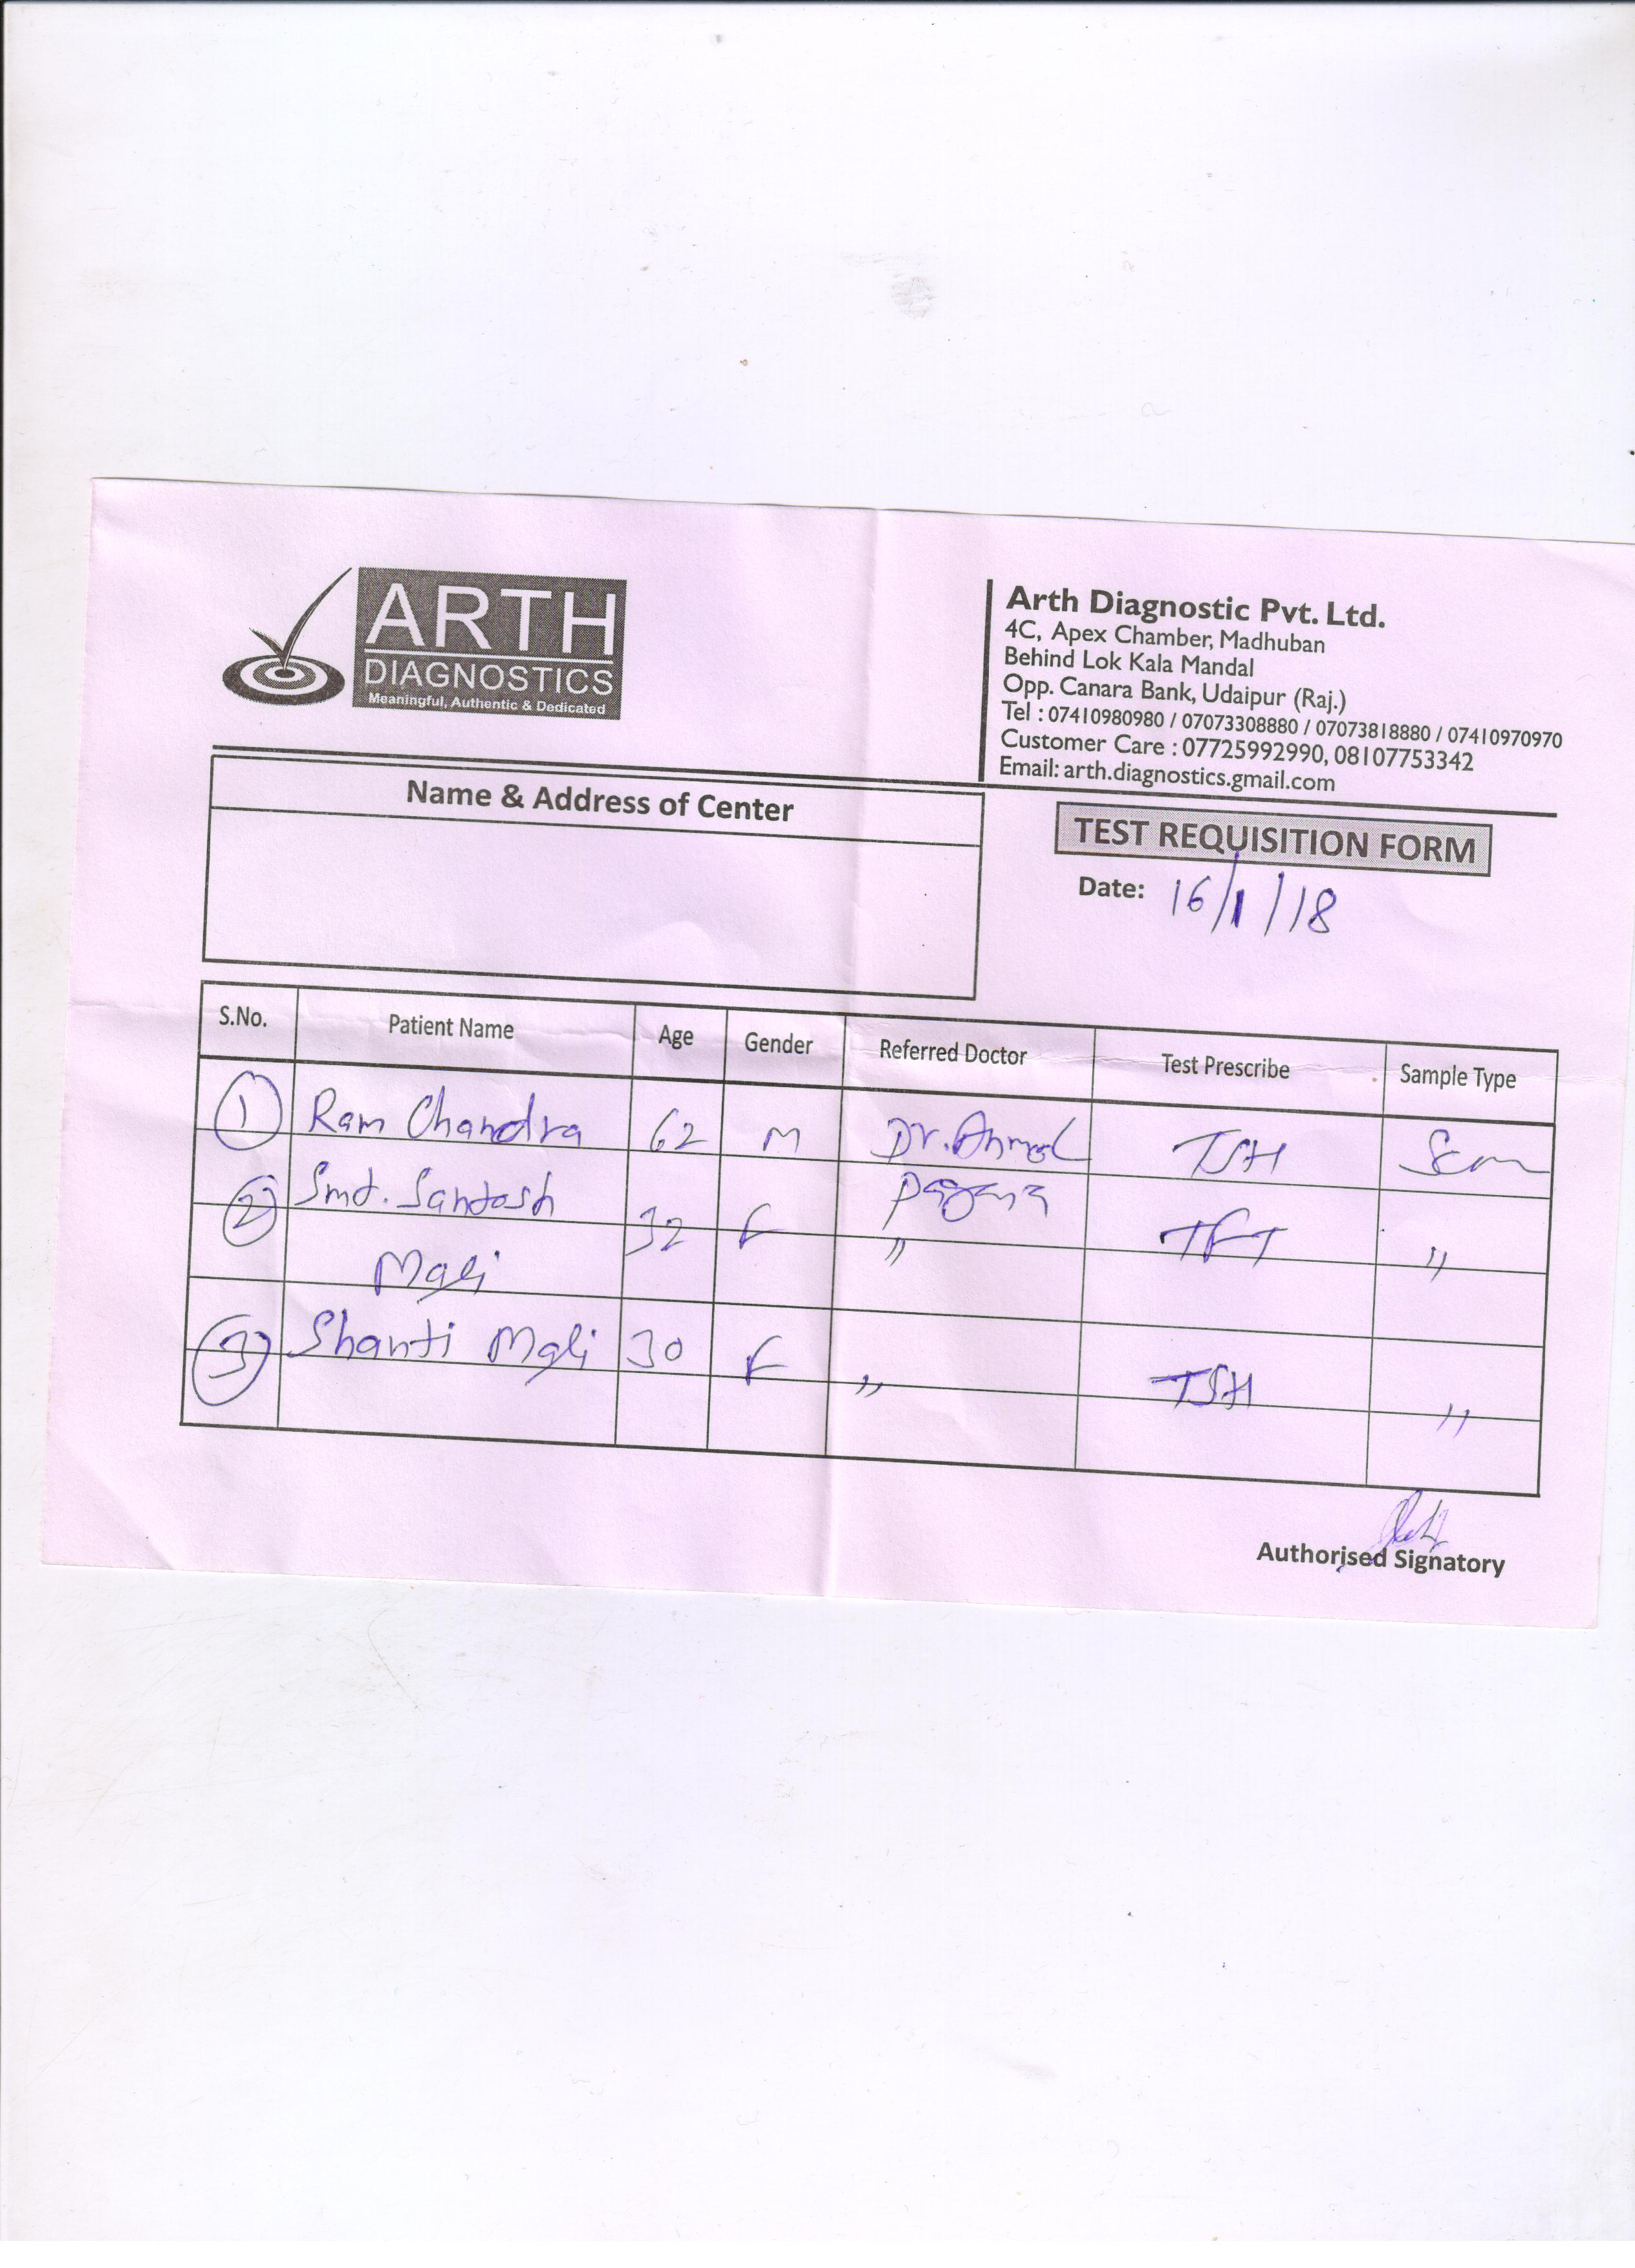 ARTH
DIAGNOSTICS
Meaningful, Authentic & Dedicated
Arth Diagnostic Pvt. Ltd.
4C, Apex Chamber, Madhuban
Behind Lok Kala Mandal
Opp. Canara Bank, Udaipur (Raj.)
Tel : 07410980980 / 07073308880 / 07073818880 / 07410970970
Customer Care : 07725992990, 08107753342
Email: arth.diagnostics.gmail.com
Name & Address of Center
TEST REQUISITION FORM
Date: 16/1/18
S.No. Patient Name Age Gender Referred Doctor Test Prescribe Sample Type
1 Ram Chandra 62 M Dr. Anmol TSH
2 Smt. Santosh 32 F " TFT "
Mali
3 Shanti Mali 30 F " TSH "
Authorised Signatory